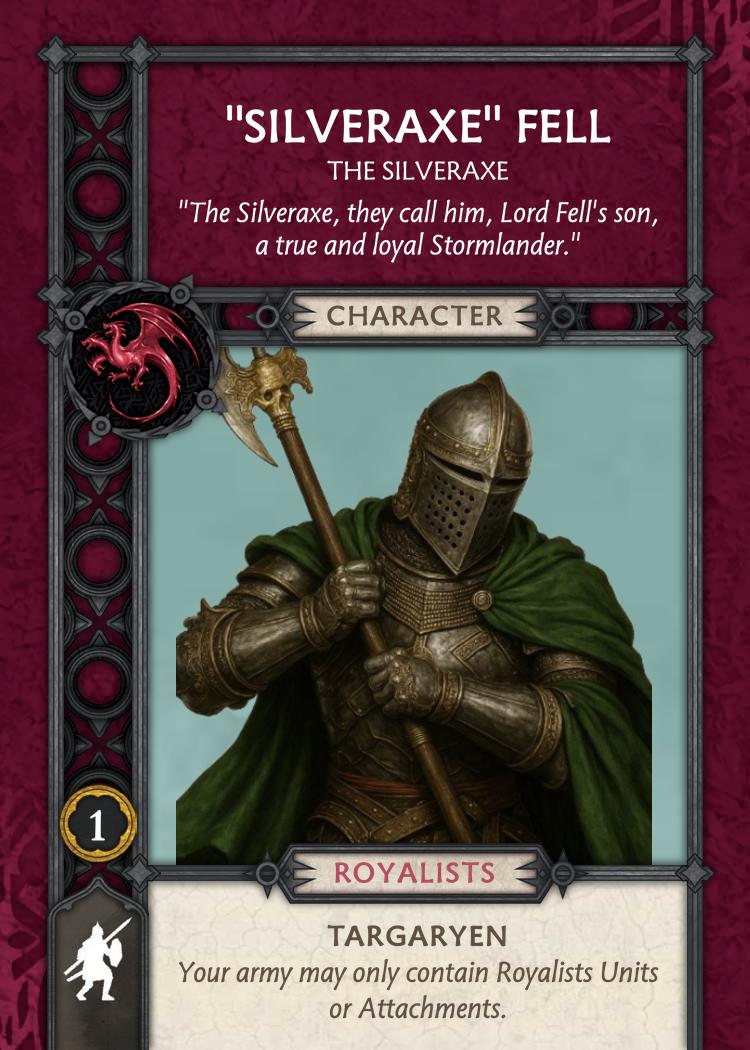 "SILVERAXE" FELL
THE SILVERAXE
"The Silveraxe, they call him, Lord Fell's son,
a true and loyal Stormlander."
CHARACTER
1
ROYALISTS
TARGARYEN
Your army may only contain Royalists Units
or Attachments.